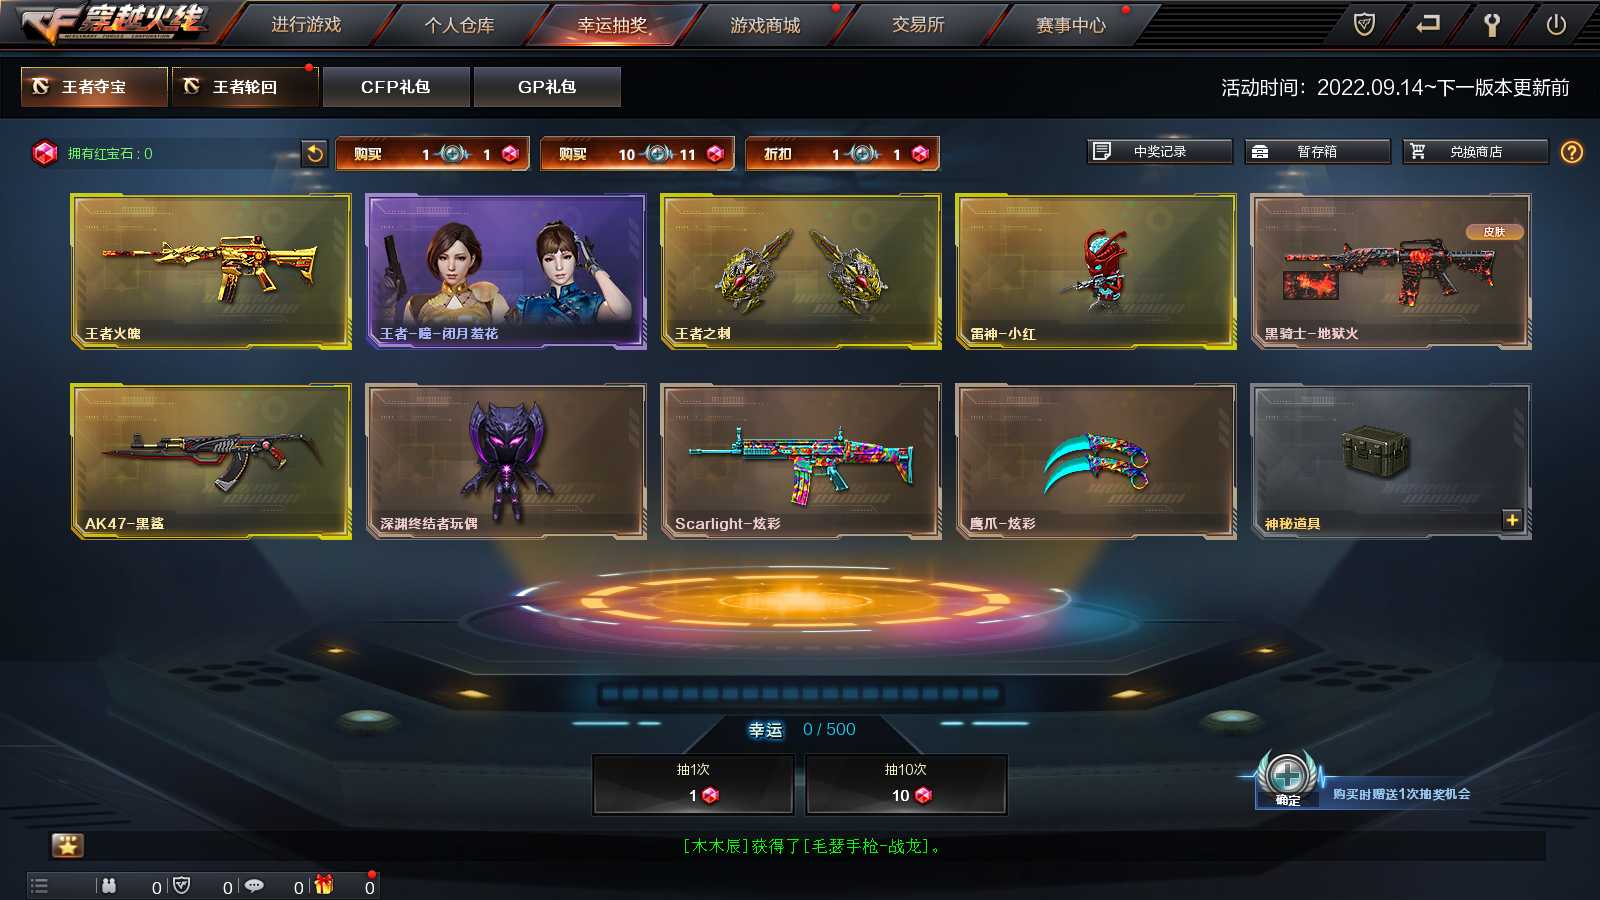 穿越火线
进行游戏
个人仓库
幸运抽奖
游戏商城
交易所
赛事中心
王者夺宝
王者轮回
CFP礼包
GP礼包
活动时间：2022.09.14~下一版本更新前
拥有红宝石 : 0
购买 1 1
购买 10 11
折扣 1 1
中奖记录
暂存箱
兑换商店
王者火魄
王者-瞳-闭月羞花
王者之刺
雷神-小红
皮肤
黑骑士-地狱火
AK47-黑鲨
深渊终结者玩偶
Scarlight-炫彩
鹰爪-炫彩
神秘道具
幸运 0 / 500
抽1次
1
抽10次
10
确定
购买时赠送1次抽奖机会
[木木辰]获得了[毛瑟手枪-战龙]。
0 0 0 0